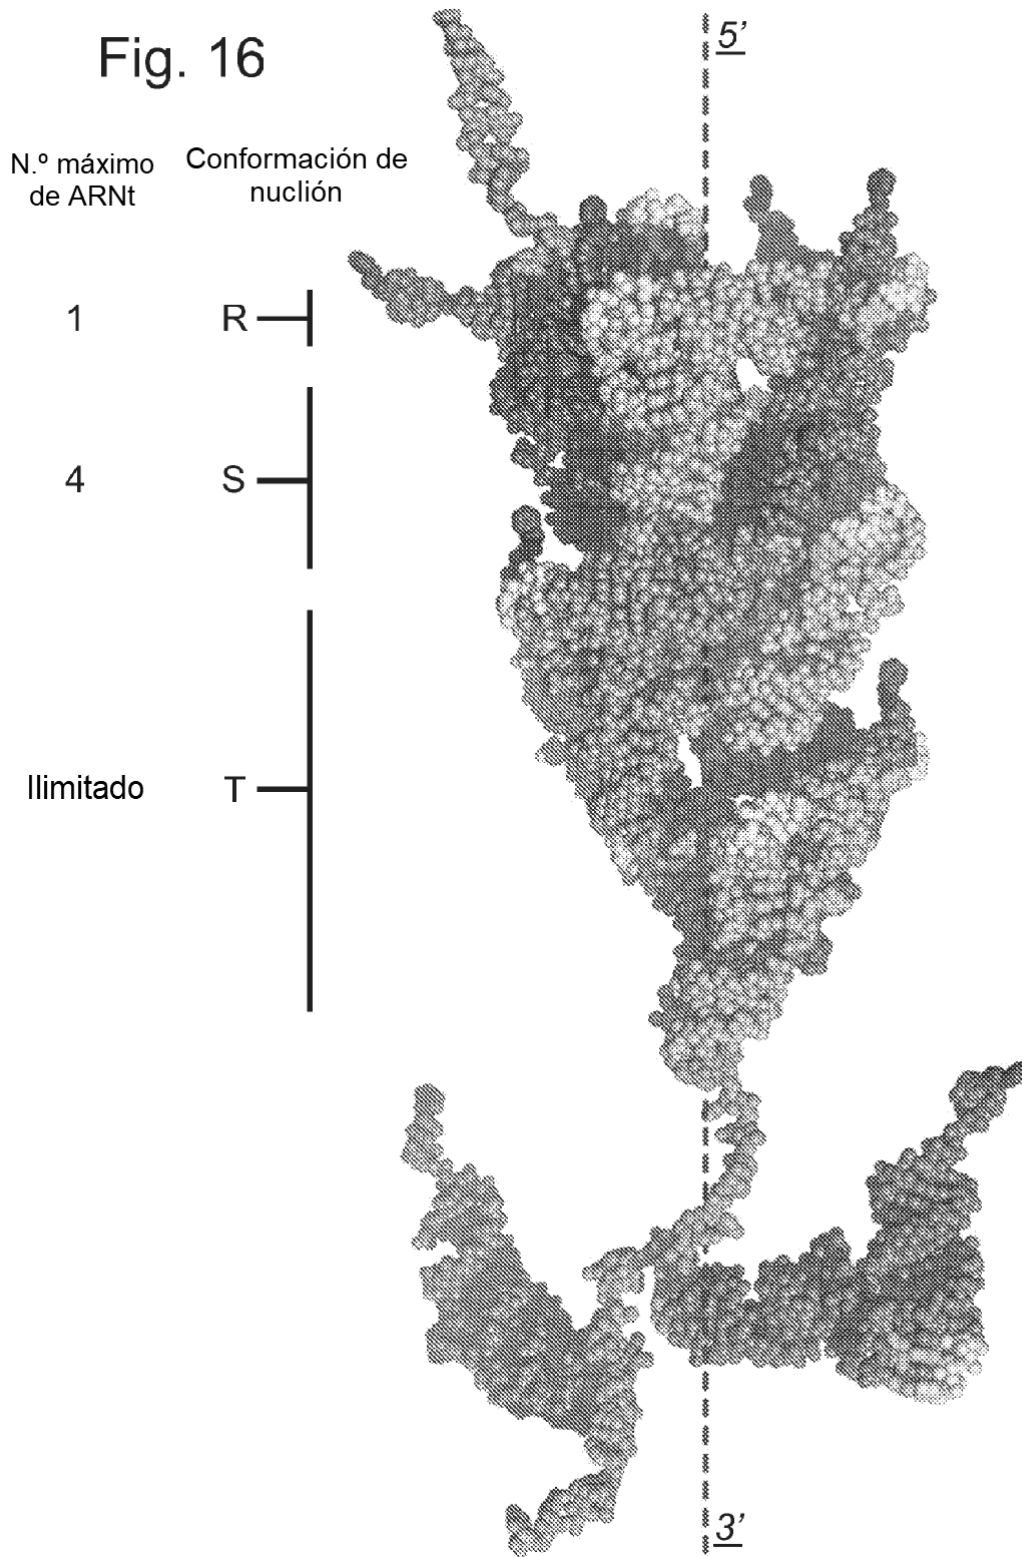 Fig. 16
5'
N.º máximo
de ARNt
Conformación de
nuclión
1
R
4
S
Ilimitado
T
3'